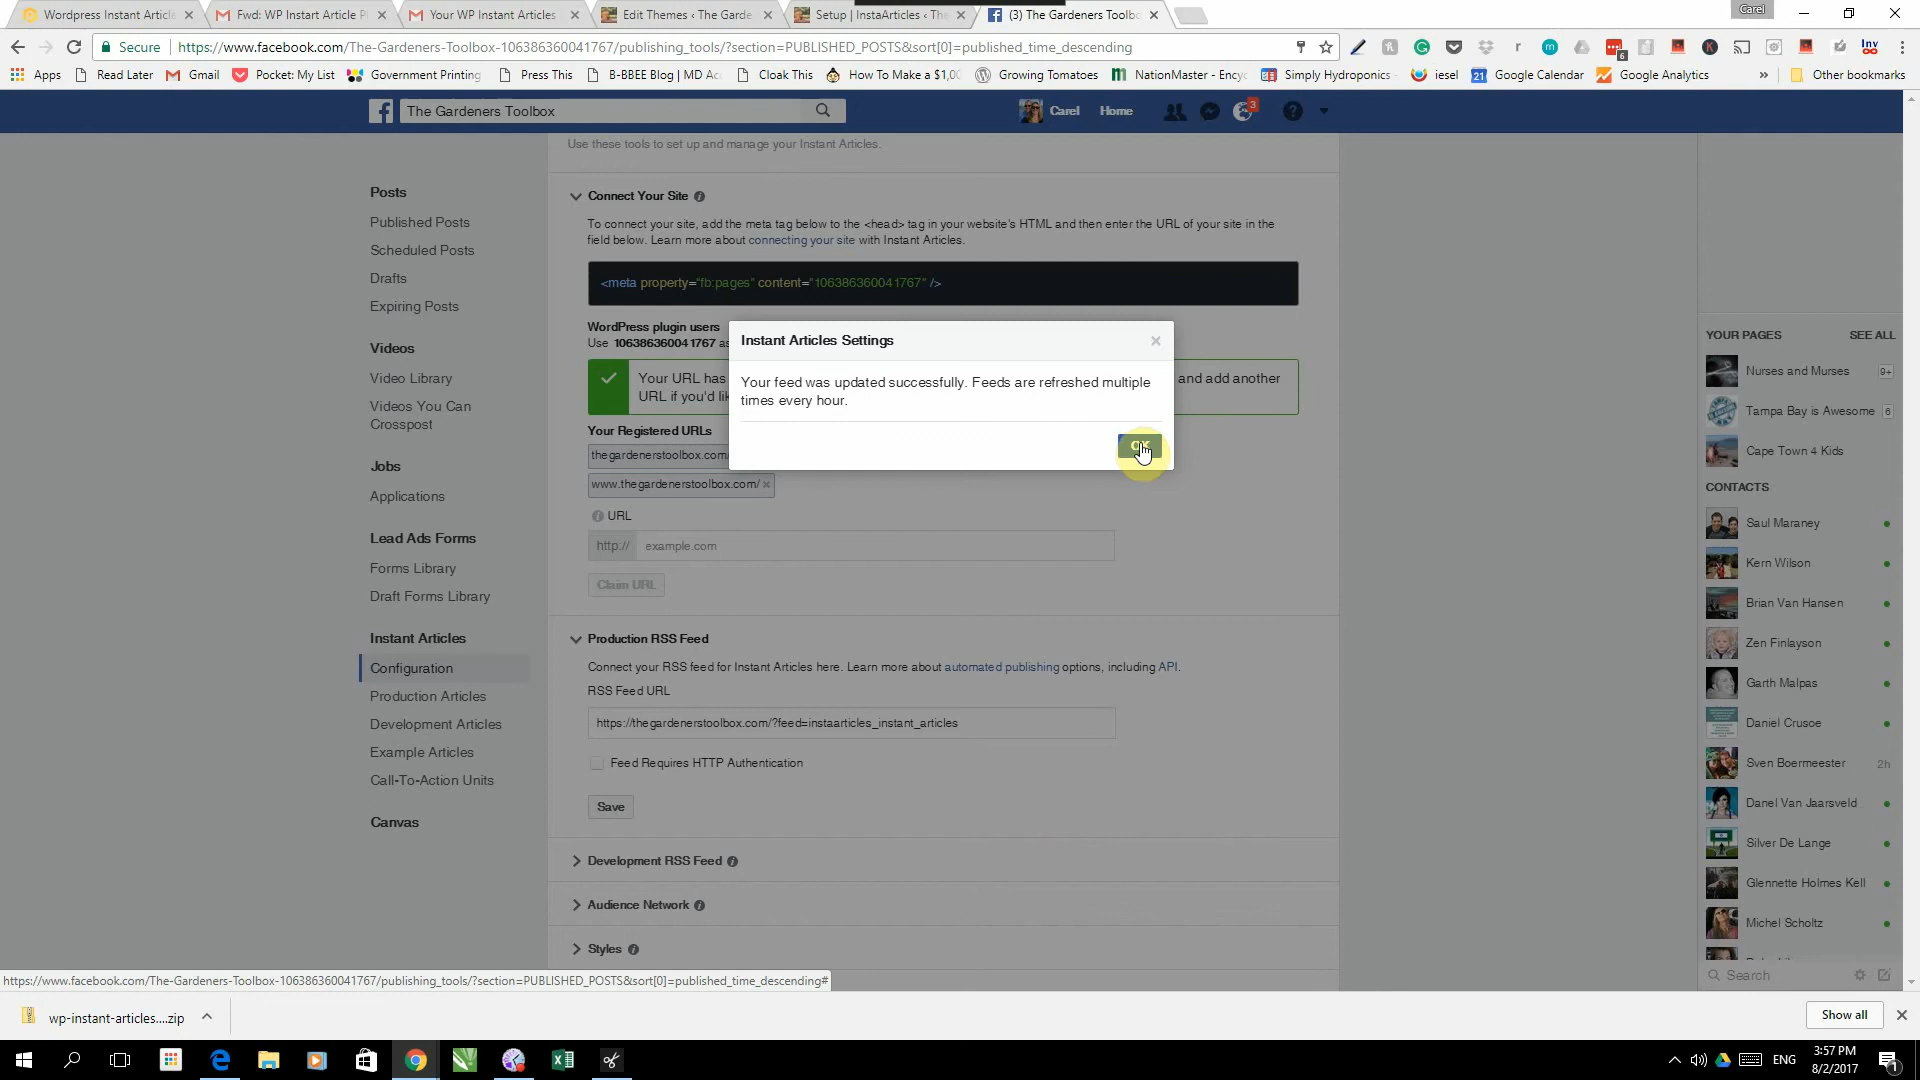 Wordpress Instant Article
Fwd: WP Instart Article P
Your WP Instant Articles
Edit Themes ‹ The Garde
Setup | InstaArticles ‹ The
(3) The Gardeners Toolbo
Carel
Secure
https://www.facebook.com/The-Gardeners-Toolbox-106386360041767/publishing_tools/?section=PUBLISHED_POSTS&sort[0]=published_time_descending
6
Inv
Apps
Read Later
Gmail
Pocket: My List
Government Printing
Press This
B-BBEE Blog | MD Ac
Cloak This
How To Make a $1,00
Growing Tomatoes
NationMaster - Ency
Simply Hydroponics
iesel
Google Calendar
Google Analytics
»
Other bookmarks
The Gardeners Toolbox
Carel
Home
3
Use these tools to set up and manage your Instant Articles.
Posts
Published Posts
Scheduled Posts
Drafts
Expiring Posts
Videos
Video Library
Videos You Can
Crosspost
Jobs
Applications
Lead Ads Forms
Forms Library
Draft Forms Library
Instant Articles
Configuration
Production Articles
Development Articles
Example Articles
Call-To-Action Units
Canvas
Connect Your Site
To connect your site, add the meta tag below to the <head> tag in your website's HTML and then enter the URL of your site in the
field below. Learn more about connecting your site with Instant Articles.
<meta property="fb:pages" content="106386360041767" />
WordPress plugin users
Use 106386360041767 as
Your URL has
and add another
URL if you'd lik
Your Registered URLs
thegardenerstoolbox.com/
www.thegardenerstoolbox.com/ ×
URL
http:// example.com
Claim URL
Instant Articles Settings
×
Your feed was updated successfully. Feeds are refreshed multiple
times every hour.
OK
Production RSS Feed
Connect your RSS feed for Instant Articles here. Learn more about automated publishing options, including API.
RSS Feed URL
https://thegardenerstoolbox.com/?feed=instaarticles_instant_articles
Feed Requires HTTP Authentication
Save
Development RSS Feed
Audience Network
Styles
YOUR PAGES SEE ALL
Nurses and Murses 9+
Tampa Bay is Awesome 6
Cape Town 4 Kids
CONTACTS
Saul Maraney
Kern Wilson
Brian Van Hansen
Zen Finlayson
Garth Malpas
Daniel Crusoe
Sven Boermeester 2h
Danel Van Jaarsveld
Silver De Lange
Glennette Holmes Kell
Michel Scholtz
Search
https://www.facebook.com/The-Gardeners-Toolbox-106386360041767/publishing_tools/?section=PUBLISHED_POSTS&sort[0]=published_time_descending#
wp-instant-articles....zip
Show all
ENG
3:57 PM
8/2/2017
1